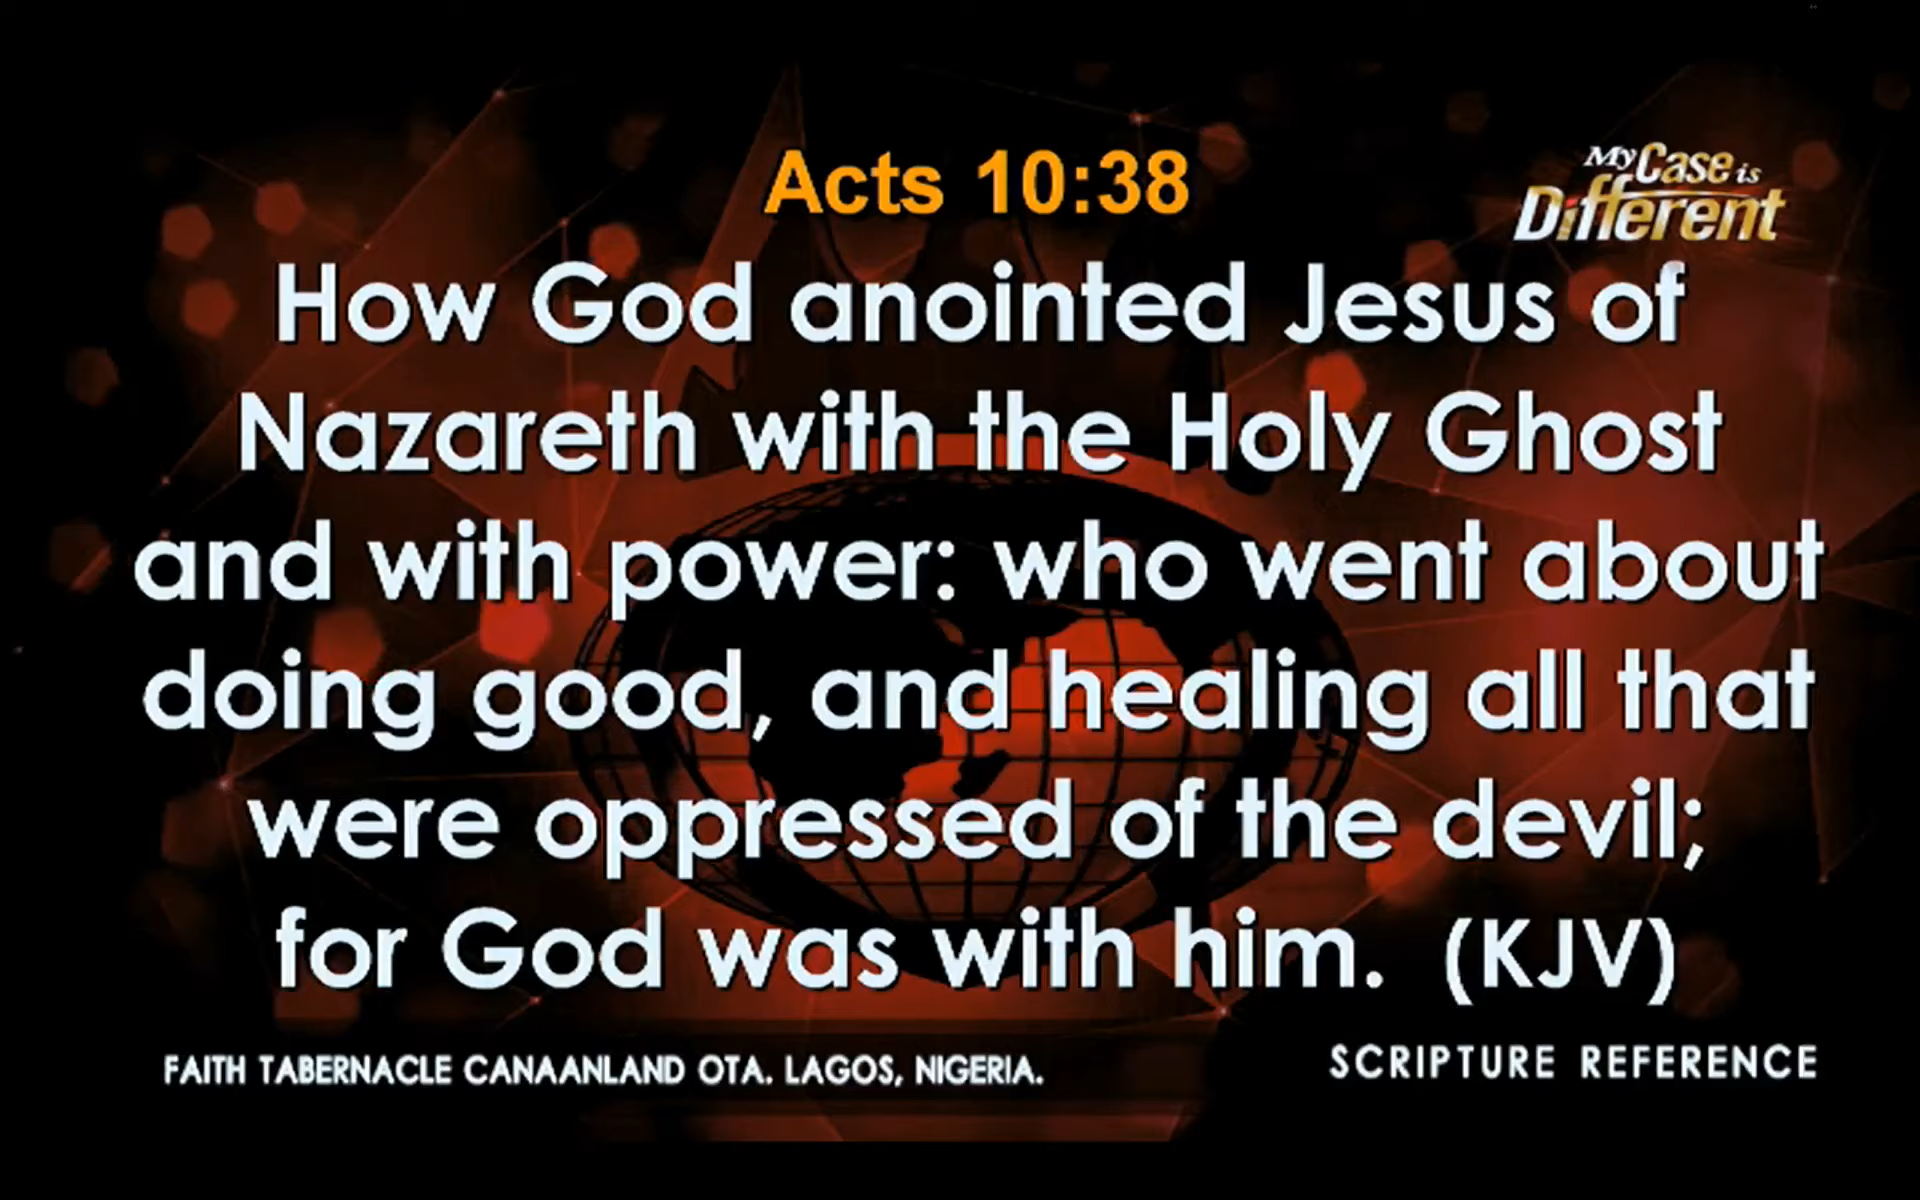 Acts 10:38
My Case is
Different
How God anointed Jesus of
Nazareth with the Holy Ghost
and with power: who went about
doing good, and healing all that
were oppressed of the devil;
for God was with him. (KJV)
FAITH TABERNACLE CANAANLAND OTA. LAGOS, NIGERIA.
SCRIPTURE REFERENCE